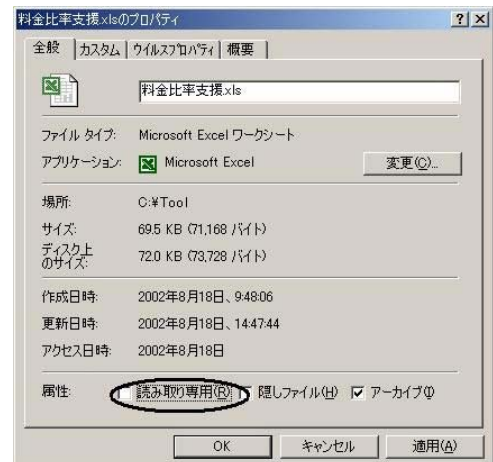 料金比率支援.xlsのプロパティ
全般 カスタム ウイルスプロパティ 概要
料金比率支援.xls
ファイル タイプ: Microsoft Excel ワークシート
アプリケーション: Microsoft Excel 変更(C)...
場所: C:¥Tool
サイズ: 69.5 KB (71,168 バイト)
ディスク上
のサイズ: 72.0 KB (73,728 バイト)
作成日時: 2002年8月18日、9:48:06
更新日時: 2002年8月18日、14:47:44
アクセス日時: 2002年8月18日
属性: 読み取り専用(R) 隠しファイル(H) アーカイブ(I)
OK キャンセル 適用(A)